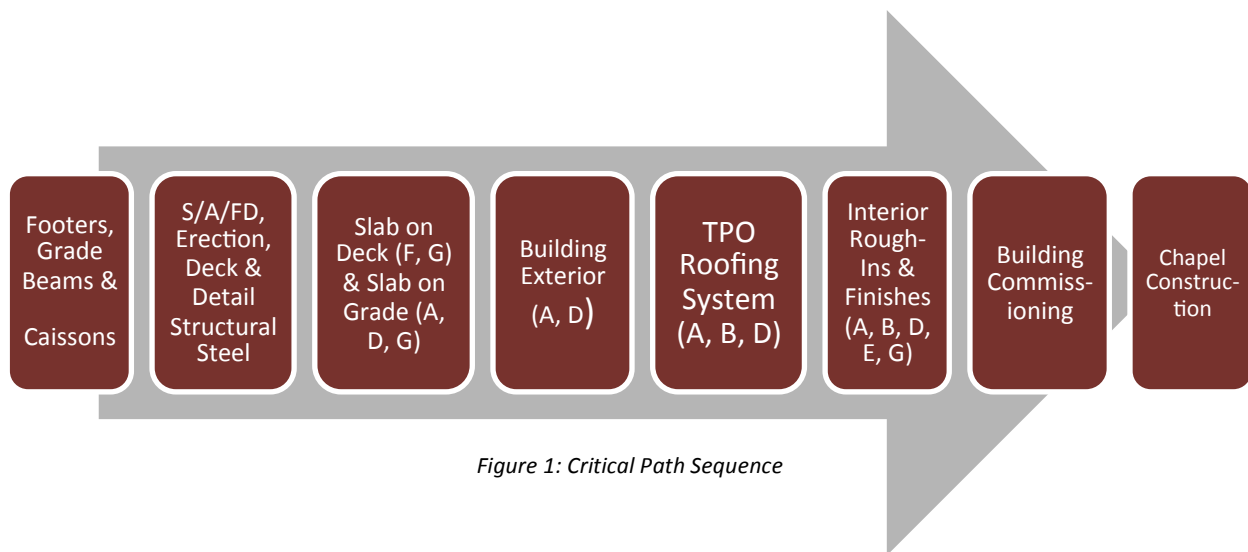 Footers,
Grade
Beams &
Caissons
S/A/FD,
Erection,
Deck &
Detail
Structural
Steel
Slab on
Deck (F, G)
& Slab on
Grade (A,
D, G)
Building
Exterior
(A, D)
TPO
Roofing
System
(A, B, D)
Interior
Rough-
Ins &
Finishes
(A, B, D,
E, G)
Building
Commiss-
ioning
Chapel
Construc-
tion
Figure 1: Critical Path Sequence